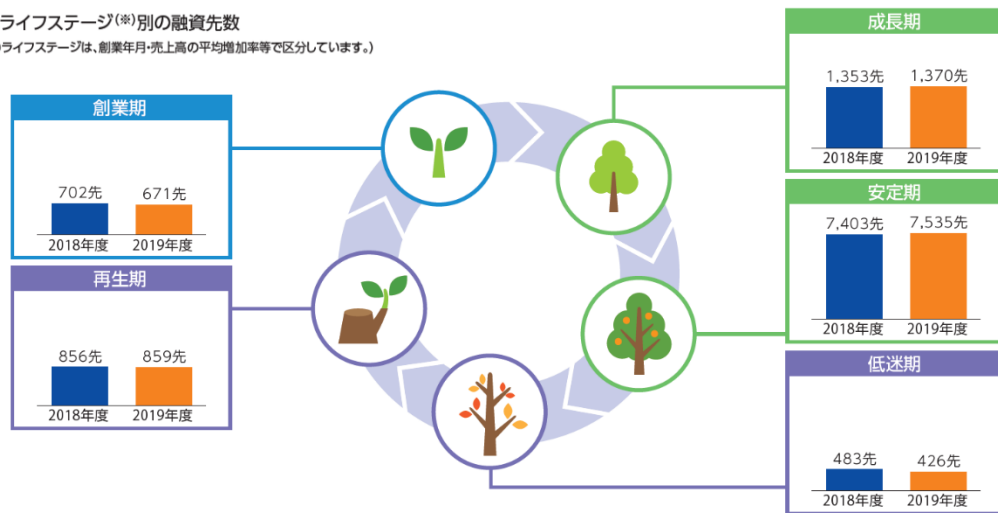 ライフステージ(※)別の融資先数
ライフステージは、創業年月・売上高の平均増加率等で区分しています。)
創業期
702先 671先
2018年度 2019年度
再生期
856先 859先
2018年度 2019年度
成長期
1,353先 1,370先
2018年度 2019年度
安定期
7,403先 7,535先
2018年度 2019年度
低迷期
483先 426先
2018年度 2019年度